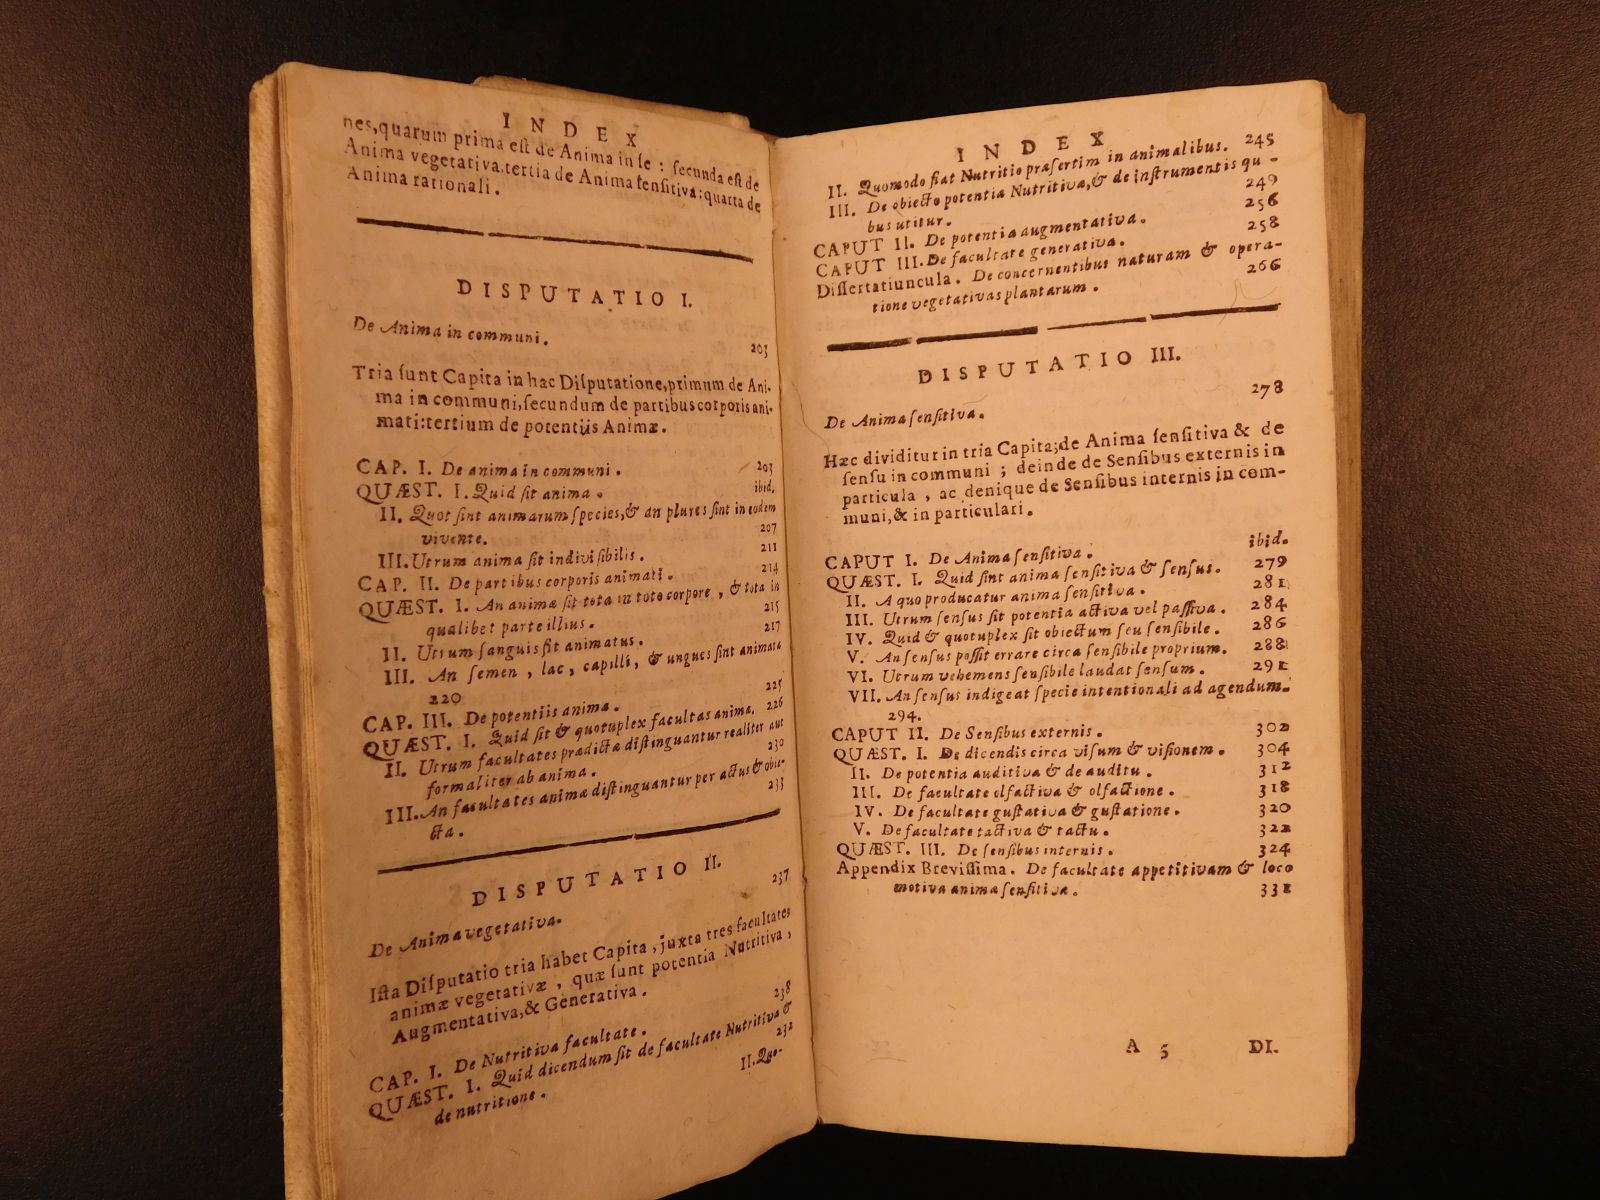 INDEX
nes,quarum prima eſt de Anima in ſe : ſecunda eſt de
Anima vegetativa,tertia de Anima ſenſitiva:quarta de
Anima rationali.
DISPUTATIO I.
De Anima in communi.
203
Tria ſunt Capita in hac Diſputatione,primum de Ani-
ma in communi,ſecundum de partibus corporis ani-
mati:tertium de potentiis Animæ.
CAP. I. De anima in communi. 203
QUÆST. I. Quid ſit anima. ibid.
II. Quot ſint animarum ſpecies,& an plures ſint in eodem
vivente. 207
III. Utrum anima ſit indiviſibilis. 211
CAP. II. De partibus corporis animati. 214
QUÆST. I. An animæ ſit tota in toto corpore , & tota in
qualibet parte illius. 215
II. Utrum ſanguis ſit animatus. 217
III. An ſemen , lac , capilli , & ungues ſint animata
220
CAP. III. De potentiis anima. 225
QUÆST. I. Quid ſit & quotuplex facultas anima. 226
II. Utrum facultates prædictæ diſtinguantur realiter aut
formaliter ab anima. 230
III. An facultates animæ diſtinguantur per actus & obie-
cta. 233
DISPUTATIO II.
237
De Anima vegetativa.
Iſta Diſputatio tria habet Capita , juxta tres facultates
animæ vegetativæ , quæ ſunt potentia Nutritiva ,
Augmentativa,& Generativa.
CAP. I. De Nutritiva facultate. 238
QUÆST. I. Quid dicendum ſit de facultate Nutritiva &
de nutritione. 232
II. Quo-
INDEX
II. Quomodo fiat Nutritio præſertim in animalibus. 245
III. De obiecto potentia Nutritiva,& de inſtrumentis qu-
bus utitur. 249
CAPUT II. De potentia augmentativa. 256
CAPUT III. De facultate generativa. 258
Diſſertatiuncula. De concernentibus naturam & opera-
tione vegetativas plantarum. 266
DISPUTATIO III.
278
De Anima ſenſitiva.
Hæc dividitur in tria Capita;de Anima ſenſitiva & de
ſenſu in communi ; deinde de Senſibus externis in
particula , ac denique de Senſibus internis in com-
muni,& in particulari.
CAPUT I. De Anima ſenſitiva. ibid.
QUÆST. I. Quid ſint anima ſenſitiva & ſenſus. 279
II. A quo producatur anima ſenſitiva. 281
III. Utrum ſenſus ſit potentia activa vel paſſiva. 284
IV. Quid & quotuplex ſit obiectum ſeu ſenſibile. 286
V. An ſenſus poſſit errare circa ſenſibile proprium. 288
VI. Utrum vehemens ſenſibile laudat ſenſum. 291
VII. An ſenſus indigeat ſpecie intentionali ad agendum.
294.
CAPUT II. De Senſibus externis. 302
QUÆST. I. De dicendis circa viſum & viſionem. 304
II. De potentia auditiva & de auditu. 312
III. De facultate olfactiva & olfactione. 318
IV. De facultate guſtativa & guſtatione. 320
V. De facultate tactiva & tactu. 322
QUÆST. III. De ſenſibus internis. 324
Appendix Breviſſima. De facultate appetitivam & loco
motiva anima ſenſitiva. 331
A 5 DI.